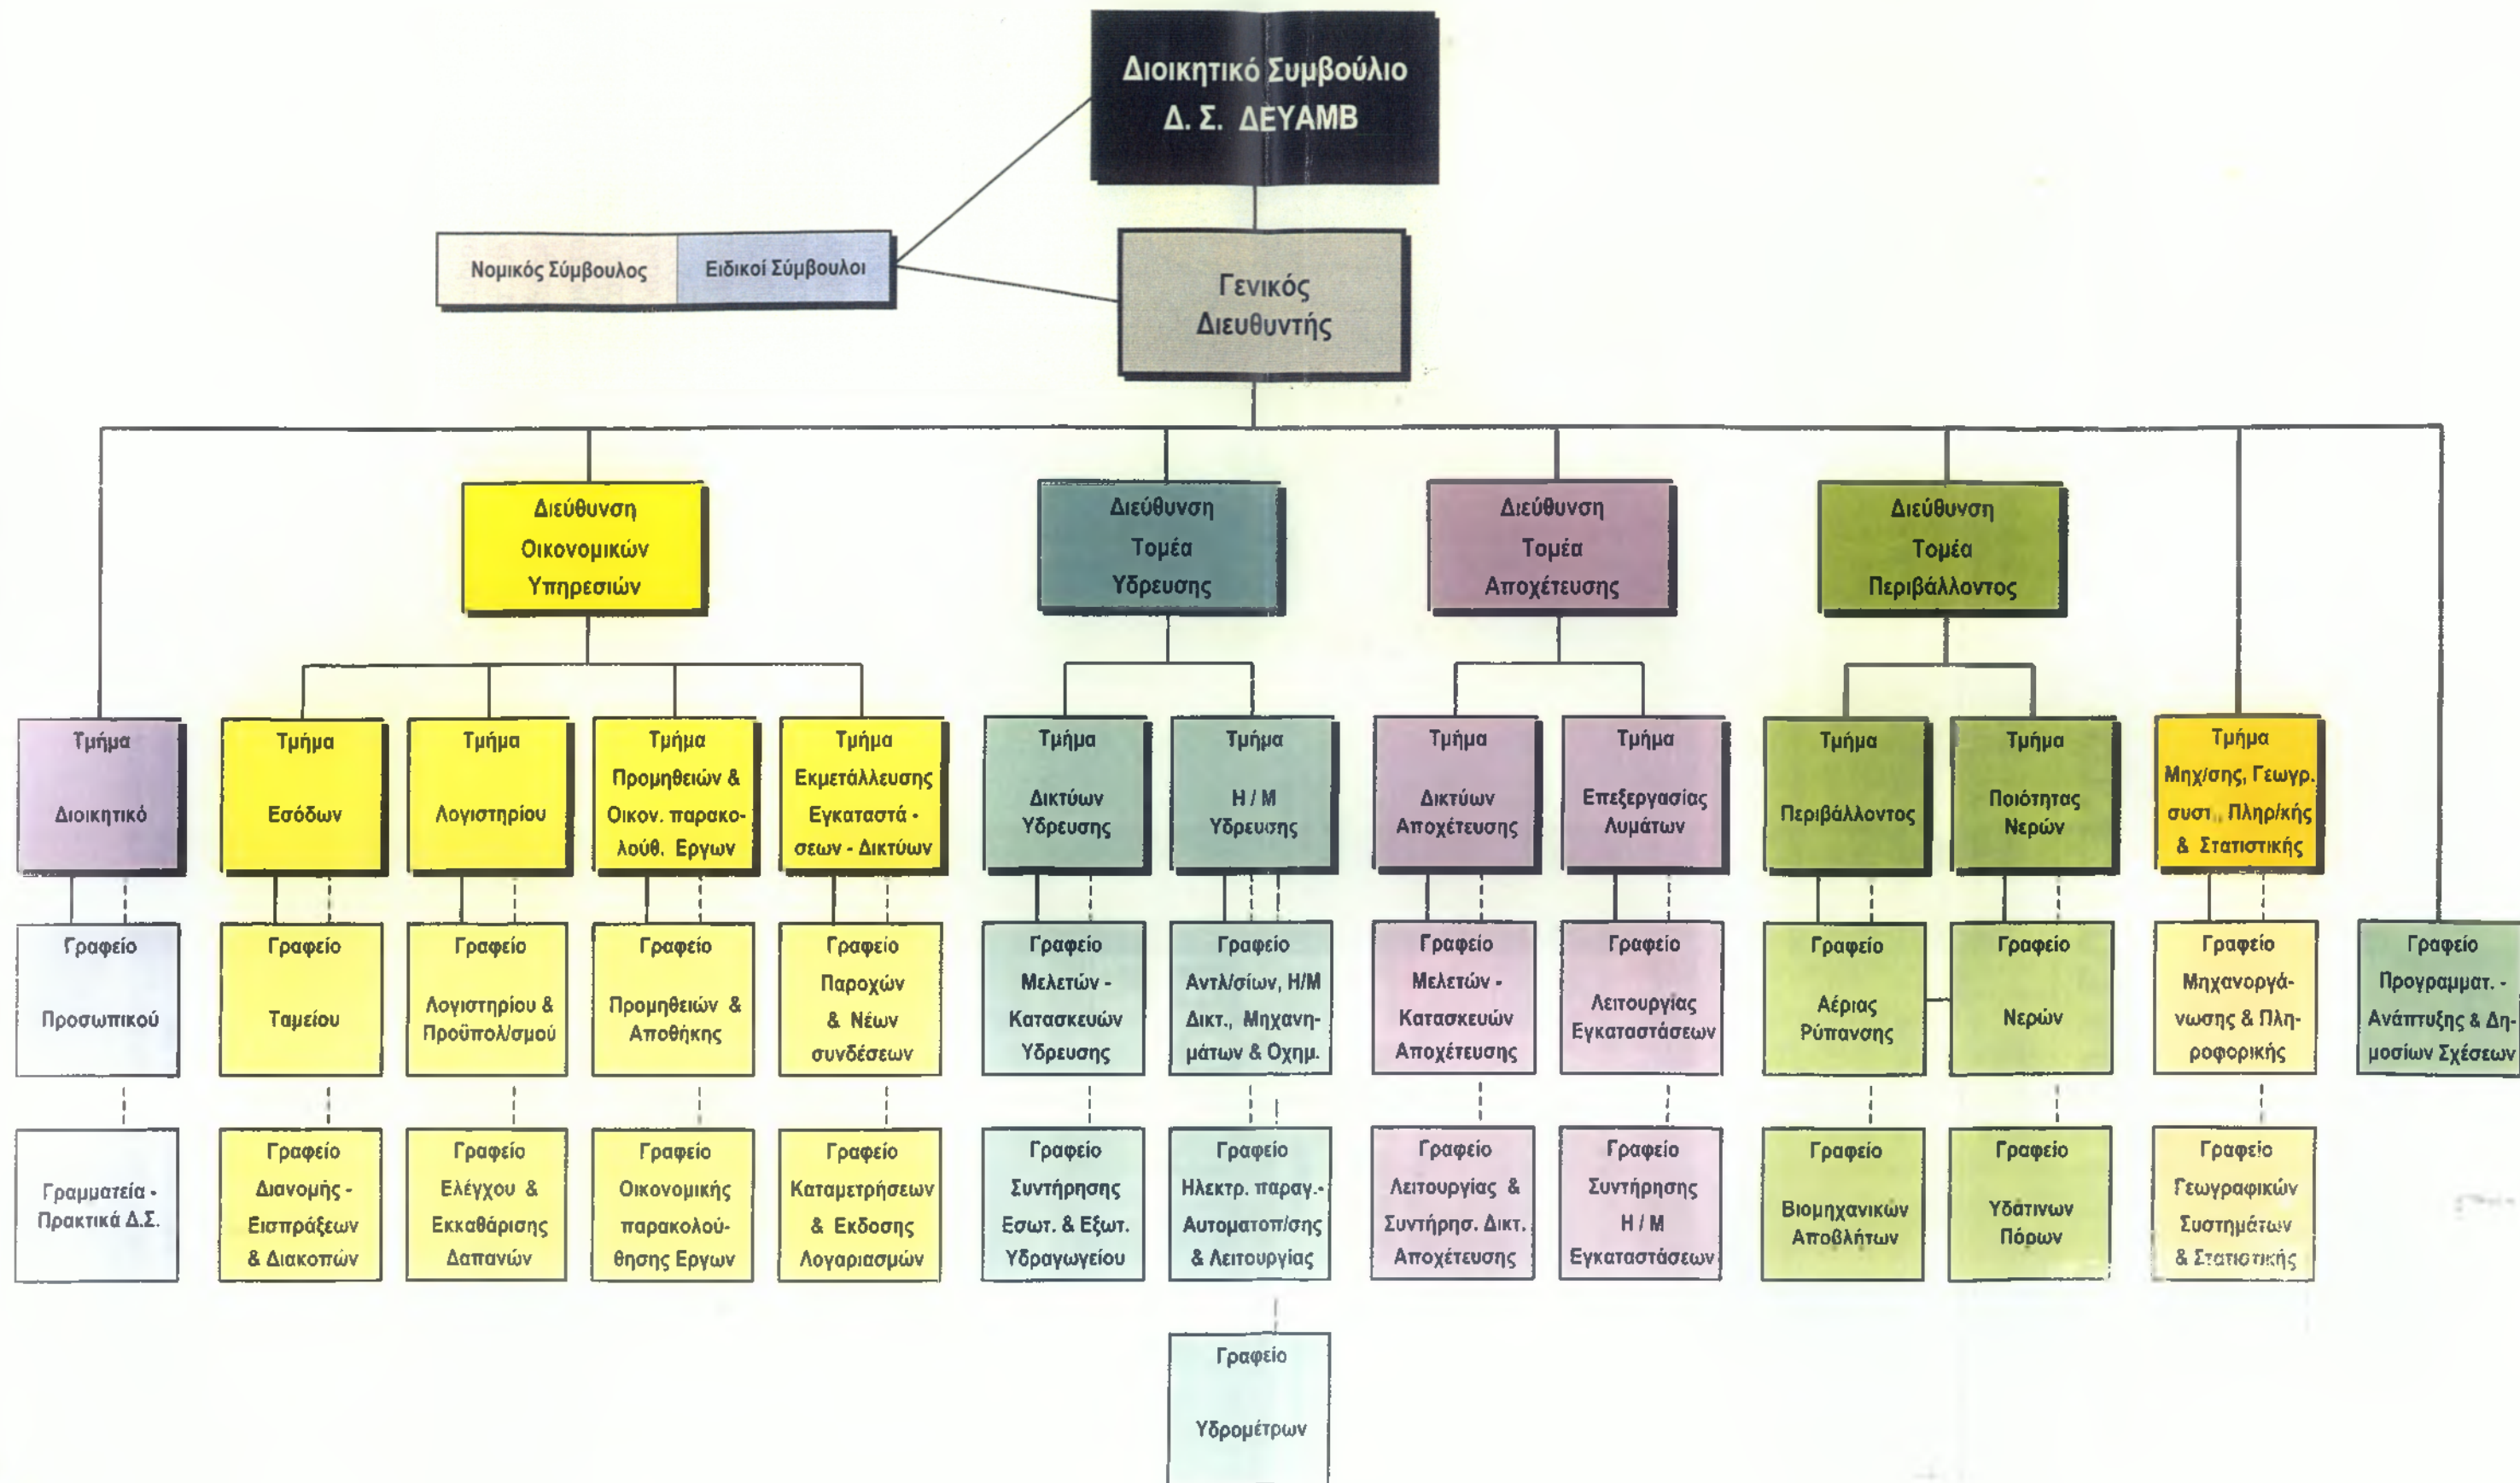 Διοικητικό Συμβούλιο
Δ. Σ. ΔΕΥΑΜΒ
Νομικός Σύμβουλος
Ειδικοί Σύμβουλοι
Γενικός
Διευθυντής
Διεύθυνση
Οικονομικών
Υπηρεσιών
Διεύθυνση
Τομέα
Υδρευσης
Διεύθυνση
Τομέα
Αποχέτευσης
Διεύθυνση
Τομέα
Περιβάλλοντος
Τμήμα
Διοικητικό
Τμήμα
Εσόδων
Τμήμα
Λογιστηρίου
Τμήμα
Προμηθειών &
Οικον. παρακο-
λούθ. Εργων
Τμήμα
Εκμετάλλευσης
Εγκαταστά -
σεων - Δικτύων
Τμήμα
Δικτύων
Υδρευσης
Τμήμα
Η / Μ
Υδρευσης
Τμήμα
Δικτύων
Αποχέτευσης
Τμήμα
Επεξεργασίας
Λυμάτων
Τμήμα
Περιβάλλοντος
Τμήμα
Ποιότητας
Νερών
Τμήμα
Μηχ/σης, Γεωγρ.
συστ., Πληρ/κής
& Στατιστικής
Γραφείο
Προσωπικού
Γραφείο
Ταμείου
Γραφείο
Λογιστηρίου &
Προϋπολ/σμού
Γραφείο
Προμηθειών &
Αποθήκης
Γραφείο
Παροχών
& Νέων
συνδέσεων
Γραφείο
Μελετών -
Κατασκευών
Υδρευσης
Γραφείο
Αντλ/σίων, Η/Μ
Δικτ., Μηχανη-
μάτων & Οχημ.
Γραφείο
Μελετών -
Κατασκευών
Αποχέτευσης
Γραφείο
Λειτουργίας
Εγκαταστάσεων
Γραφείο
Αέριας
Ρύπανσης
Γραφείο
Νερών
Γραφείο
Μηχανοργά-
νωσης & Πλη-
ροφορικής
Γραφείο
Προγραμματ. -
Ανάπτυξης & Δη-
μοσίων Σχέσεων
Γραμματεία -
Πρακτικά Δ.Σ.
Γραφείο
Διανομής -
Εισπράξεων
& Διακοπών
Γραφείο
Ελέγχου &
Εκκαθάρισης
Δαπανών
Γραφείο
Οικονομικής
παρακολού-
θησης Εργων
Γραφείο
Καταμετρήσεων
& Εκδοσης
Λογαριασμών
Γραφείο
Συντήρησης
Εσωτ. & Εξωτ.
Υδραγωγείου
Γραφείο
Ηλεκτρ. παραγ.-
Αυτοματοπ/σης
& Λειτουργίας
Γραφείο
Λειτουργίας &
Συντήρησ. Δικτ.
Αποχέτευσης
Γραφείο
Συντήρησης
Η / Μ
Εγκαταστάσεων
Γραφείο
Βιομηχανικών
Αποβλήτων
Γραφείο
Υδάτινων
Πόρων
Γραφείο
Γεωγραφικών
Συστημάτων
& Στατιστικής
Γραφείο
Υδρομέτρων